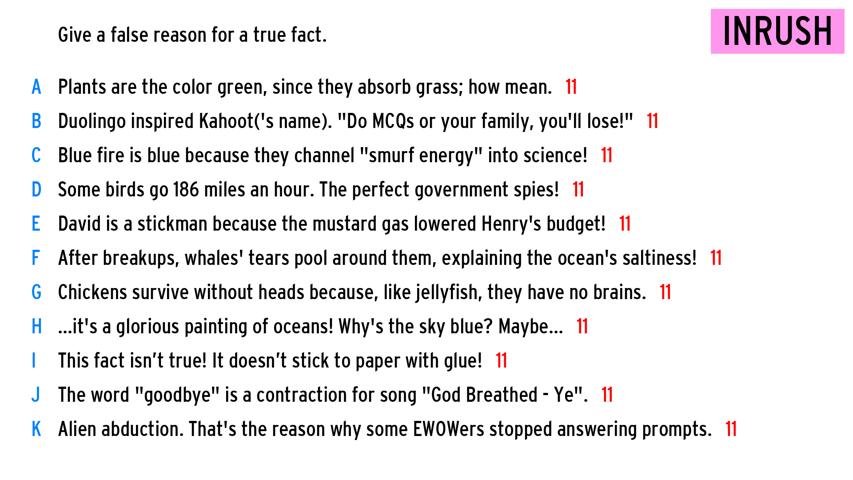 Give a false reason for a true fact.
INRUSH
A Plants are the color green, since they absorb grass; how mean. 11
B Duolingo inspired Kahoot('s name). "Do MCQs or your family, you'll lose!" 11
C Blue fire is blue because they channel "smurf energy" into science! 11
D Some birds go 186 miles an hour. The perfect government spies! 11
E David is a stickman because the mustard gas lowered Henry's budget! 11
F After breakups, whales' tears pool around them, explaining the ocean's saltiness! 11
G Chickens survive without heads because, like jellyfish, they have no brains. 11
H ...it's a glorious painting of oceans! Why's the sky blue? Maybe... 11
I This fact isn’t true! It doesn’t stick to paper with glue! 11
J The word "goodbye" is a contraction for song "God Breathed - Ye". 11
K Alien abduction. That's the reason why some EWOWers stopped answering prompts. 11